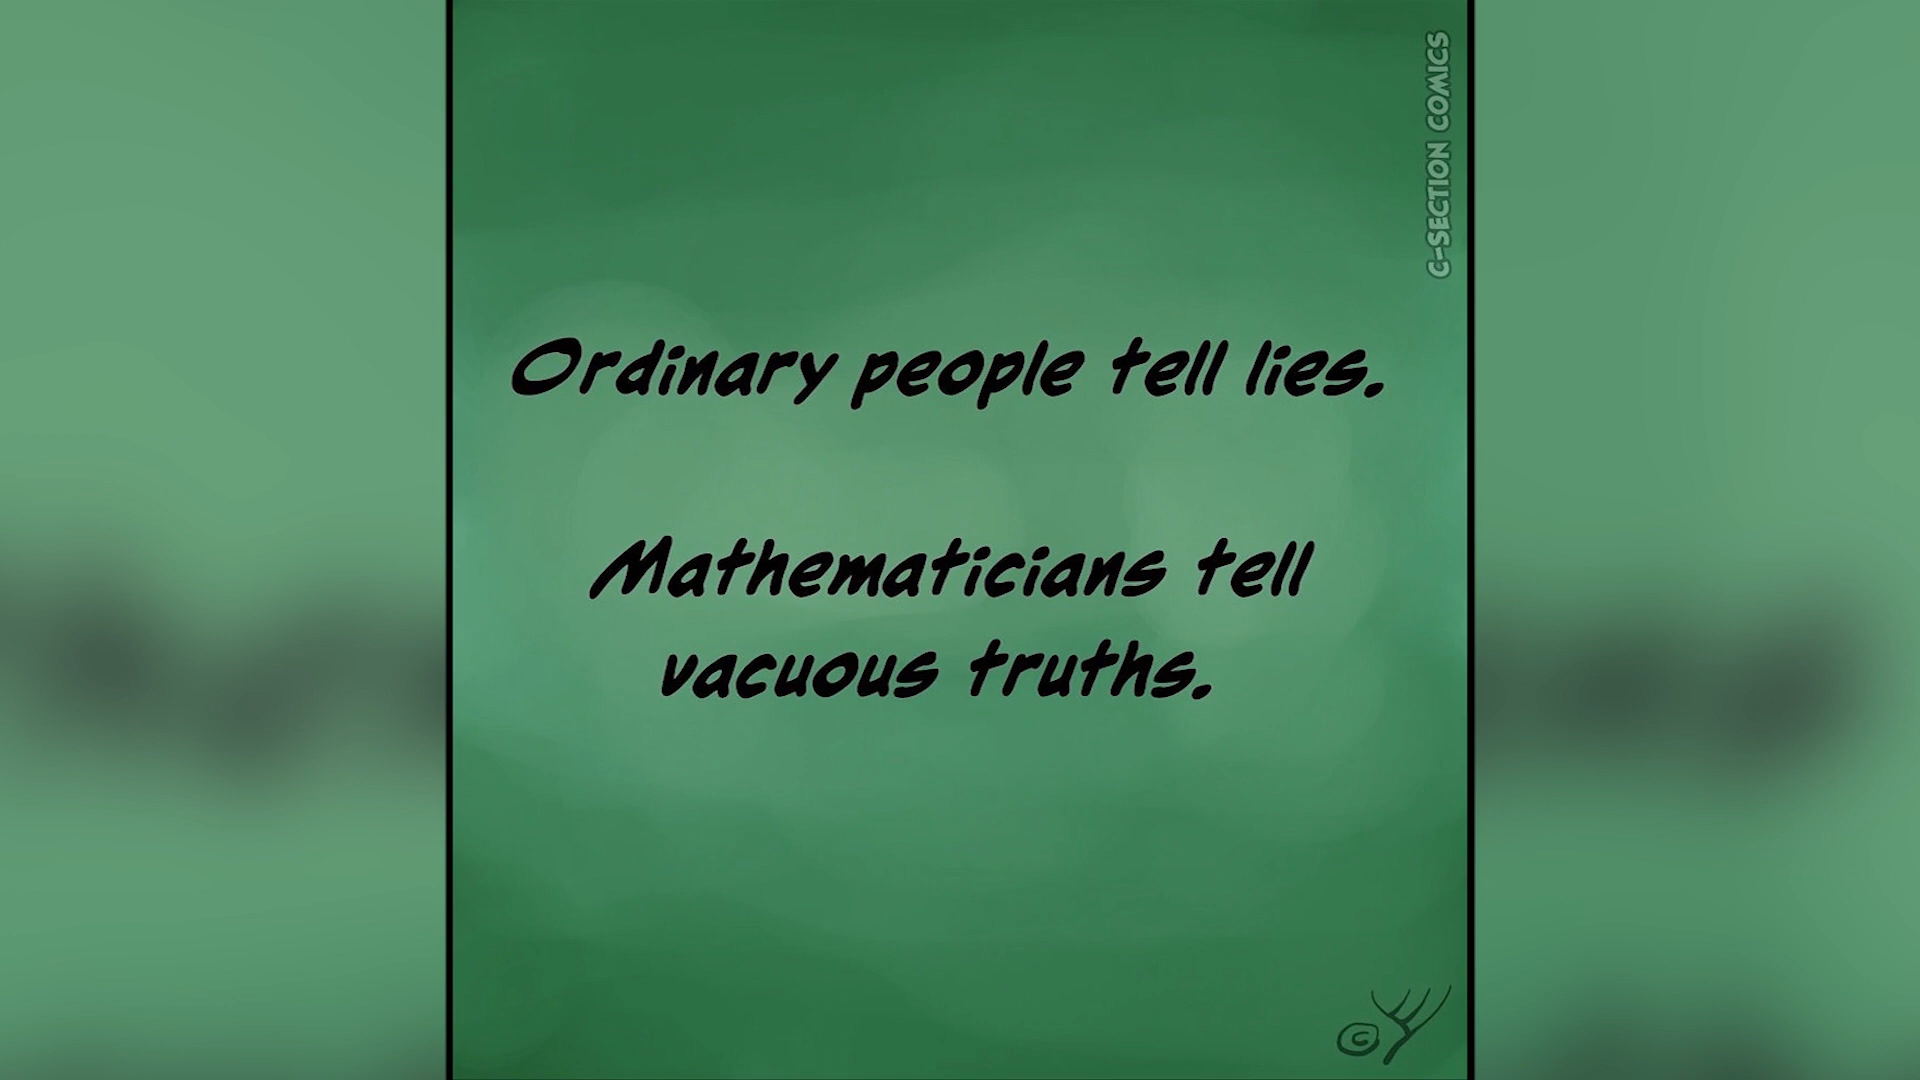 C-SECTION COMICS
Ordinary people tell lies.
Mathematicians tell
vacuous truths.
©